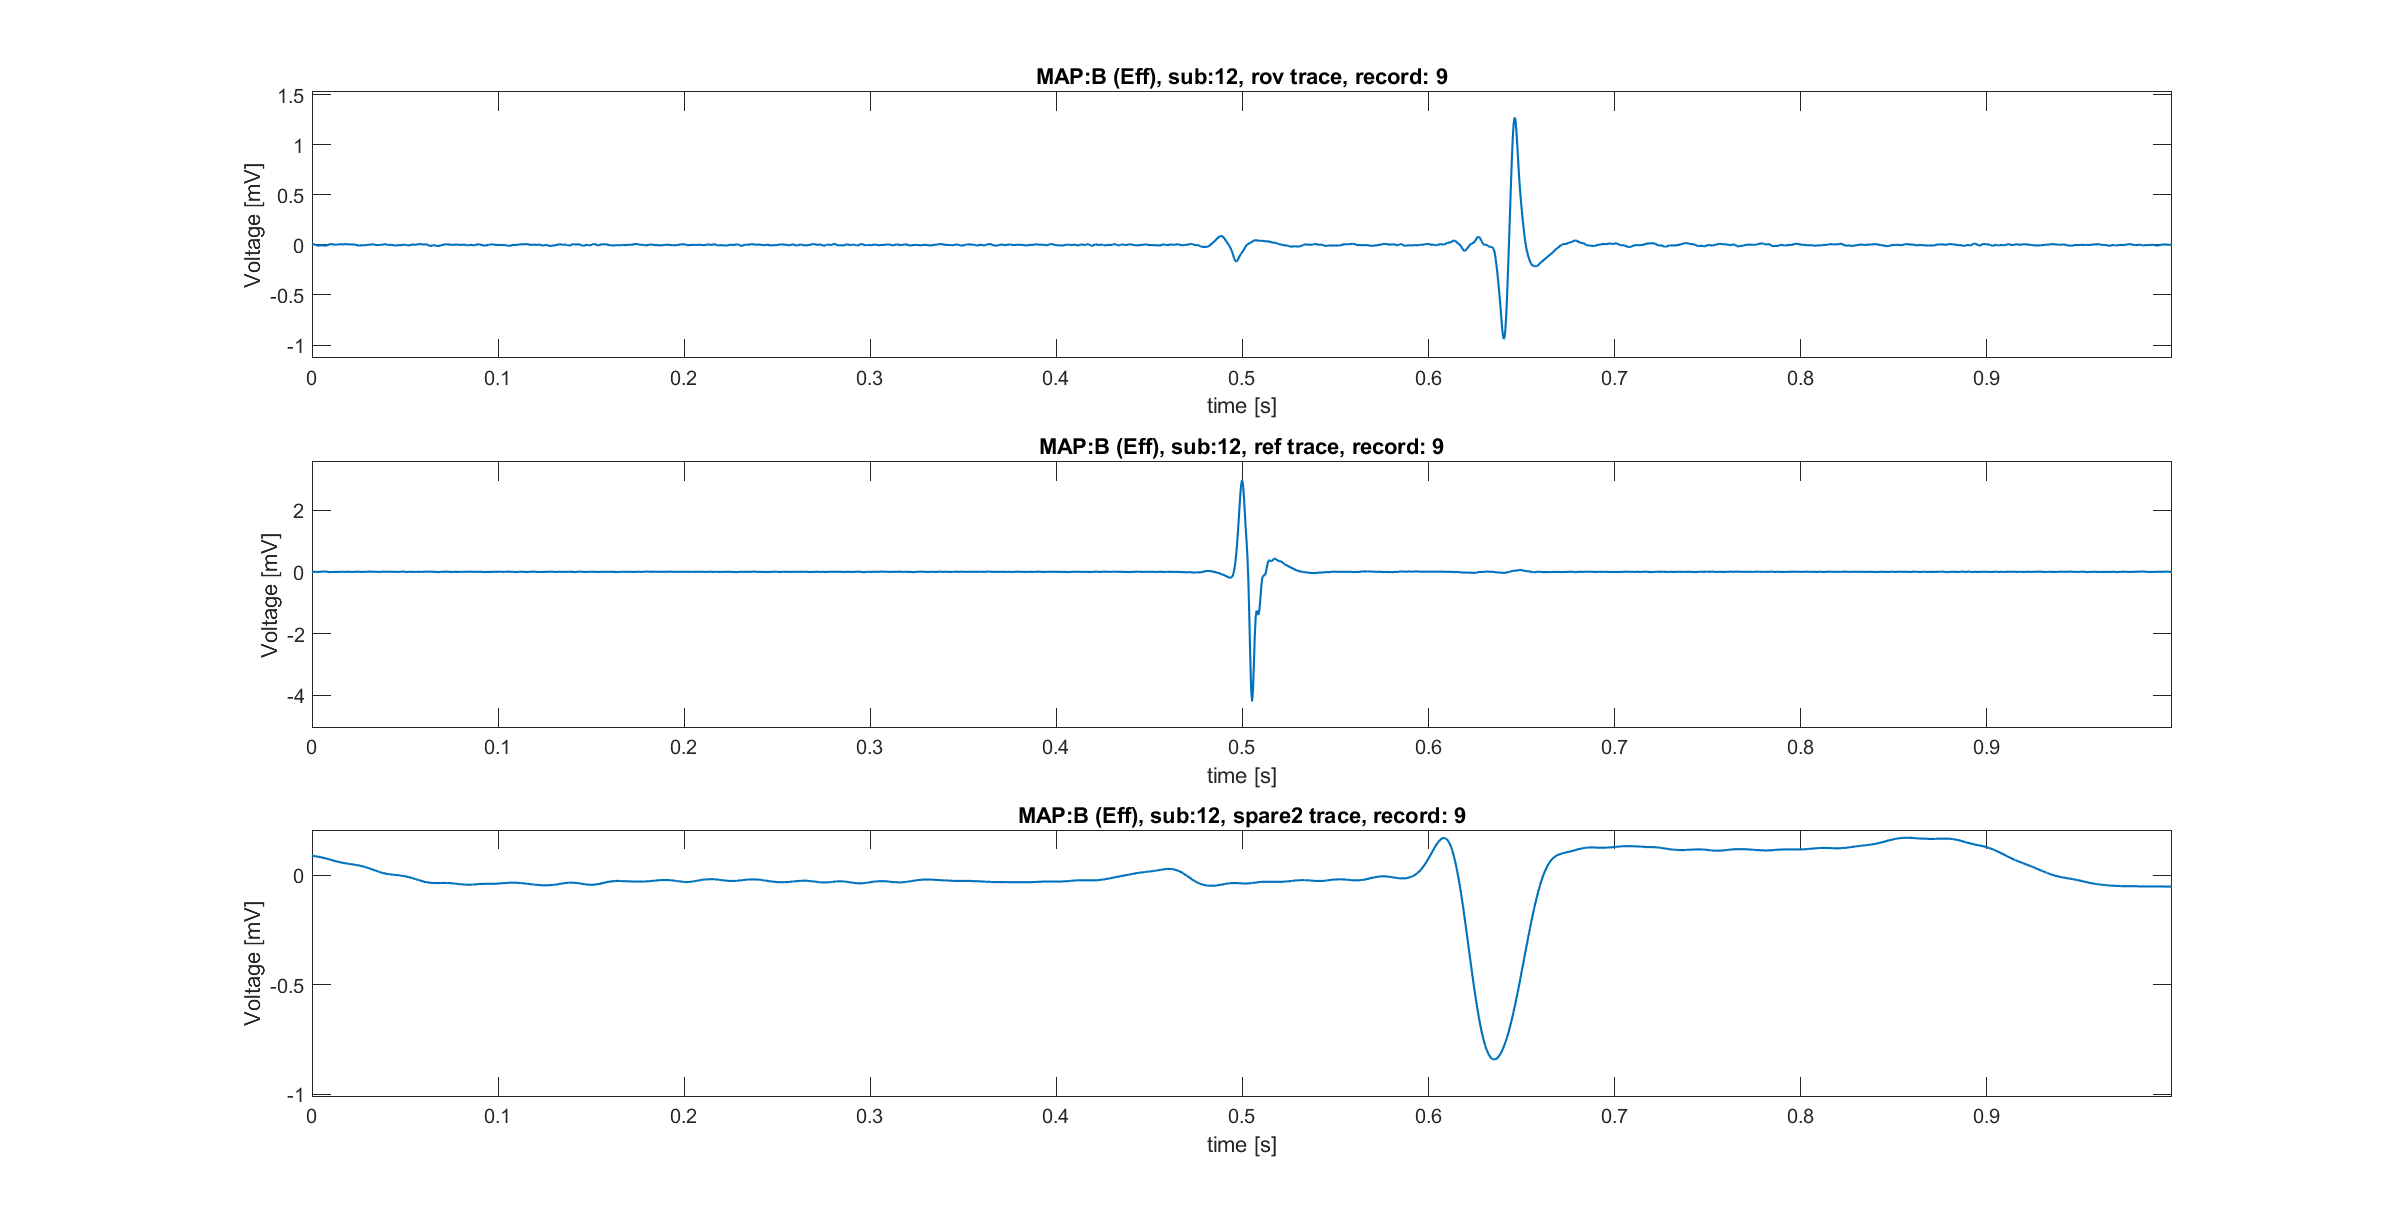 MAP:B (Eff), sub:12, rov trace, record: 9
1.5
1
0.5
0
-0.5
-1
Voltage [mV]
0 0.1 0.2 0.3 0.4 0.5 0.6 0.7 0.8 0.9
time [s]
MAP:B (Eff), sub:12, ref trace, record: 9
2
0
-2
-4
Voltage [mV]
0 0.1 0.2 0.3 0.4 0.5 0.6 0.7 0.8 0.9
time [s]
MAP:B (Eff), sub:12, spare2 trace, record: 9
0
-0.5
-1
Voltage [mV]
0 0.1 0.2 0.3 0.4 0.5 0.6 0.7 0.8 0.9
time [s]